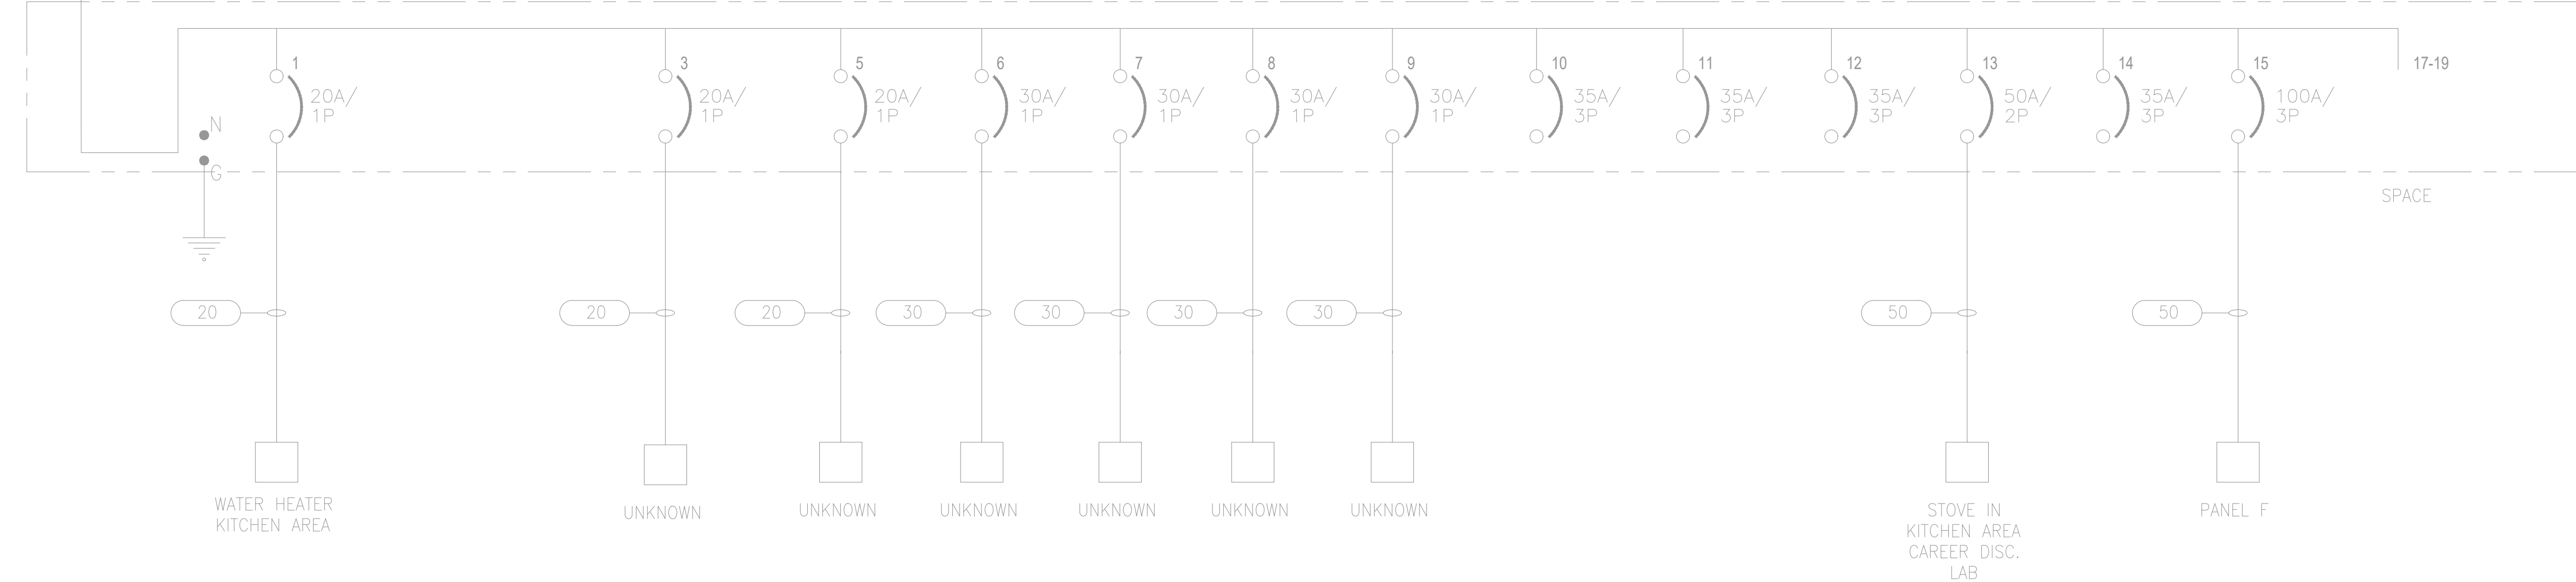 1 3 5 6 7 8 9 10 11 12 13 14 15 17-19
20A/ 20A/ 20A/ 30A/ 30A/ 30A/ 30A/ 35A/ 35A/ 35A/ 50A/ 35A/ 100A/
1P 1P 1P 1P 1P 1P 1P 3P 3P 3P 2P 3P 3P
N
G
SPACE
20 20 20 30 30 30 30 50 50
WATER HEATER
KITCHEN AREA
UNKNOWN
UNKNOWN
UNKNOWN
UNKNOWN
UNKNOWN
UNKNOWN
STOVE IN
KITCHEN AREA
CAREER DISC.
LAB
PANEL F